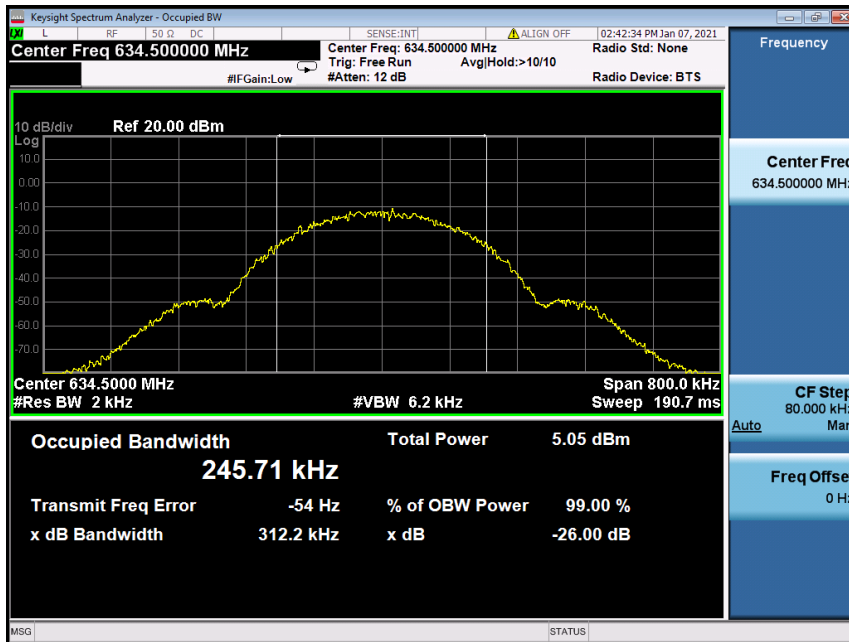 Keysight Spectrum Analyzer - Occupied BW
LXI L RF 50 Ω DC SENSE:INT ALIGN OFF 02:42:34 PM Jan 07, 2021
Center Freq 634.500000 MHz
Center Freq: 634.500000 MHz
Radio Std: None
Trig: Free Run Avg|Hold:>10/10
#IFGain:Low
#Atten: 12 dB
Radio Device: BTS
10 dB/div Ref 20.00 dBm
Log
10.0
0.00
-10.0
-20.0
-30.0
-40.0
-50.0
-60.0
-70.0
Center 634.5000 MHz Span 800.0 kHz
#Res BW 2 kHz #VBW 6.2 kHz Sweep 190.7 ms
Occupied Bandwidth Total Power 5.05 dBm
245.71 kHz
Transmit Freq Error -54 Hz % of OBW Power 99.00 %
x dB Bandwidth 312.2 kHz x dB -26.00 dB
MSG STATUS
Frequency
Center Freq
634.500000 MHz
CF Step
80.000 kHz
Auto Man
Freq Offse
0 Hz